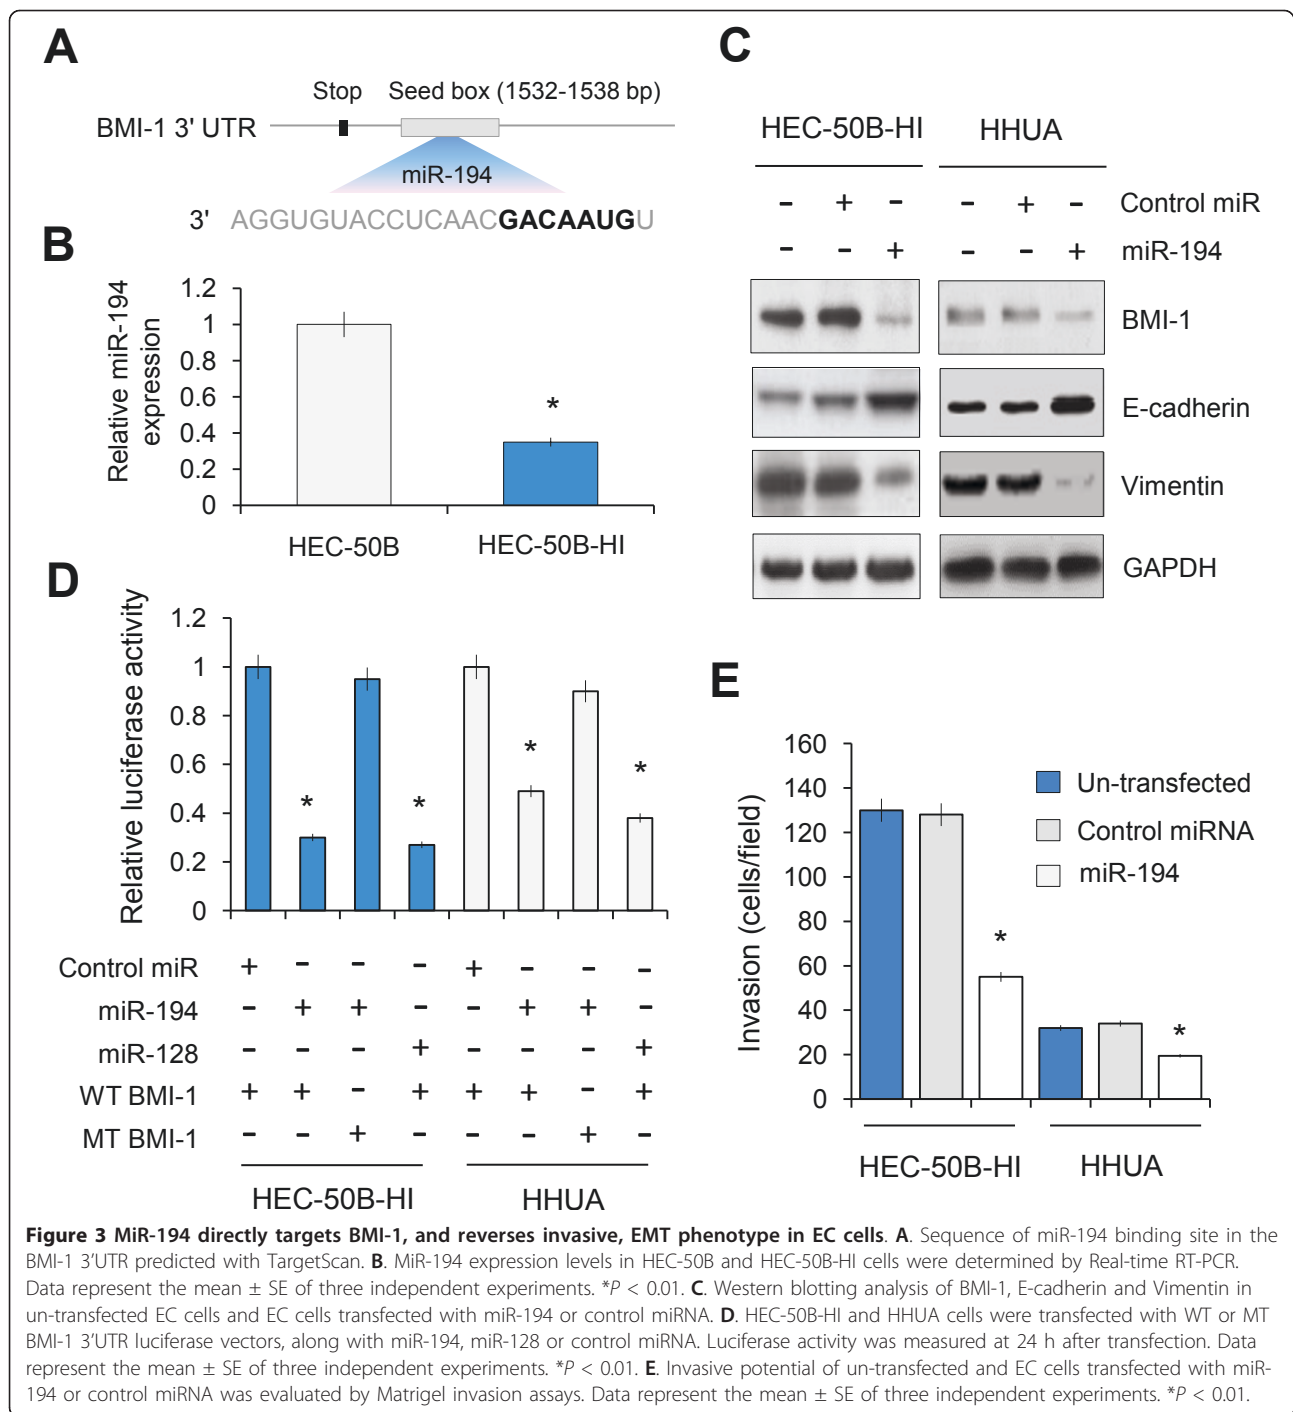 A
Stop Seed box (1532-1538 bp)
BMI-1 3' UTR
miR-194
3' AGGUGUACCUCAACGACAAUGU
B
Relative miR-194
expression
1.2
1
0.8
0.6
0.4
0.2
0
*
HEC-50B HEC-50B-HI
C
HEC-50B-HI HHUA
- + - - + - Control miR
- - + - - + miR-194
BMI-1
E-cadherin
Vimentin
GAPDH
D
Relative luciferase activity
1.2
1
0.8
0.6
0.4
0.2
0
* * * *
Control miR + - - - + - - -
miR-194 - + + - - + + -
miR-128 - - - + - - - +
WT BMI-1 + + - + + + - +
MT BMI-1 - - + - - - + -
HEC-50B-HI HHUA
E
Invasion (cells/field)
160
140
120
100
80
60
40
20
0
* *
Un-transfected
Control miRNA
miR-194
HEC-50B-HI HHUA
Figure 3 MiR-194 directly targets BMI-1, and reverses invasive, EMT phenotype in EC cells. A. Sequence of miR-194 binding site in the
BMI-1 3'UTR predicted with TargetScan. B. MiR-194 expression levels in HEC-50B and HEC-50B-HI cells were determined by Real-time RT-PCR.
Data represent the mean ± SE of three independent experiments. *P < 0.01. C. Western blotting analysis of BMI-1, E-cadherin and Vimentin in
un-transfected EC cells and EC cells transfected with miR-194 or control miRNA. D. HEC-50B-HI and HHUA cells were transfected with WT or MT
BMI-1 3'UTR luciferase vectors, along with miR-194, miR-128 or control miRNA. Luciferase activity was measured at 24 h after transfection. Data
represent the mean ± SE of three independent experiments. *P < 0.01. E. Invasive potential of un-transfected and EC cells transfected with miR-
194 or control miRNA was evaluated by Matrigel invasion assays. Data represent the mean ± SE of three independent experiments. *P < 0.01.